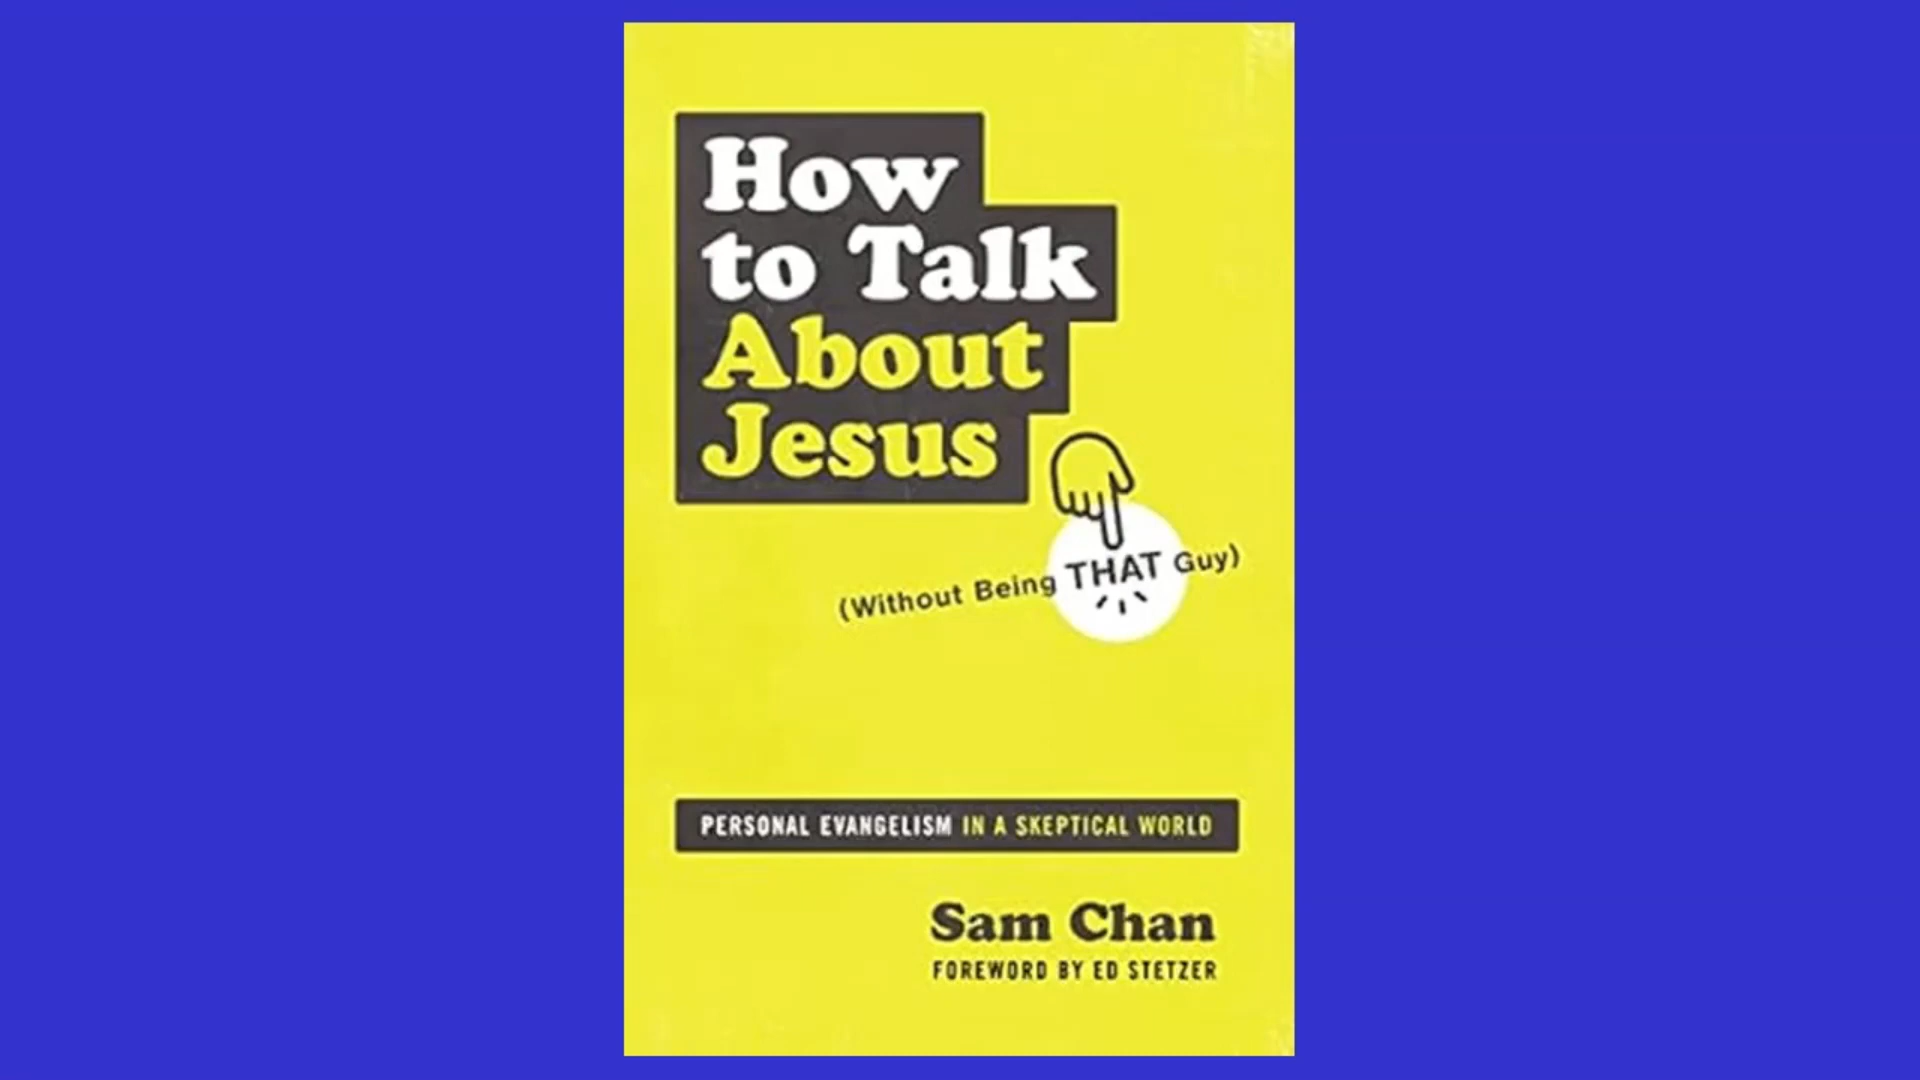 How
to Talk
About
Jesus
(Without Being THAT Guy)
PERSONAL EVANGELISM IN A SKEPTICAL WORLD
Sam Chan
FOREWORD BY ED STETZER